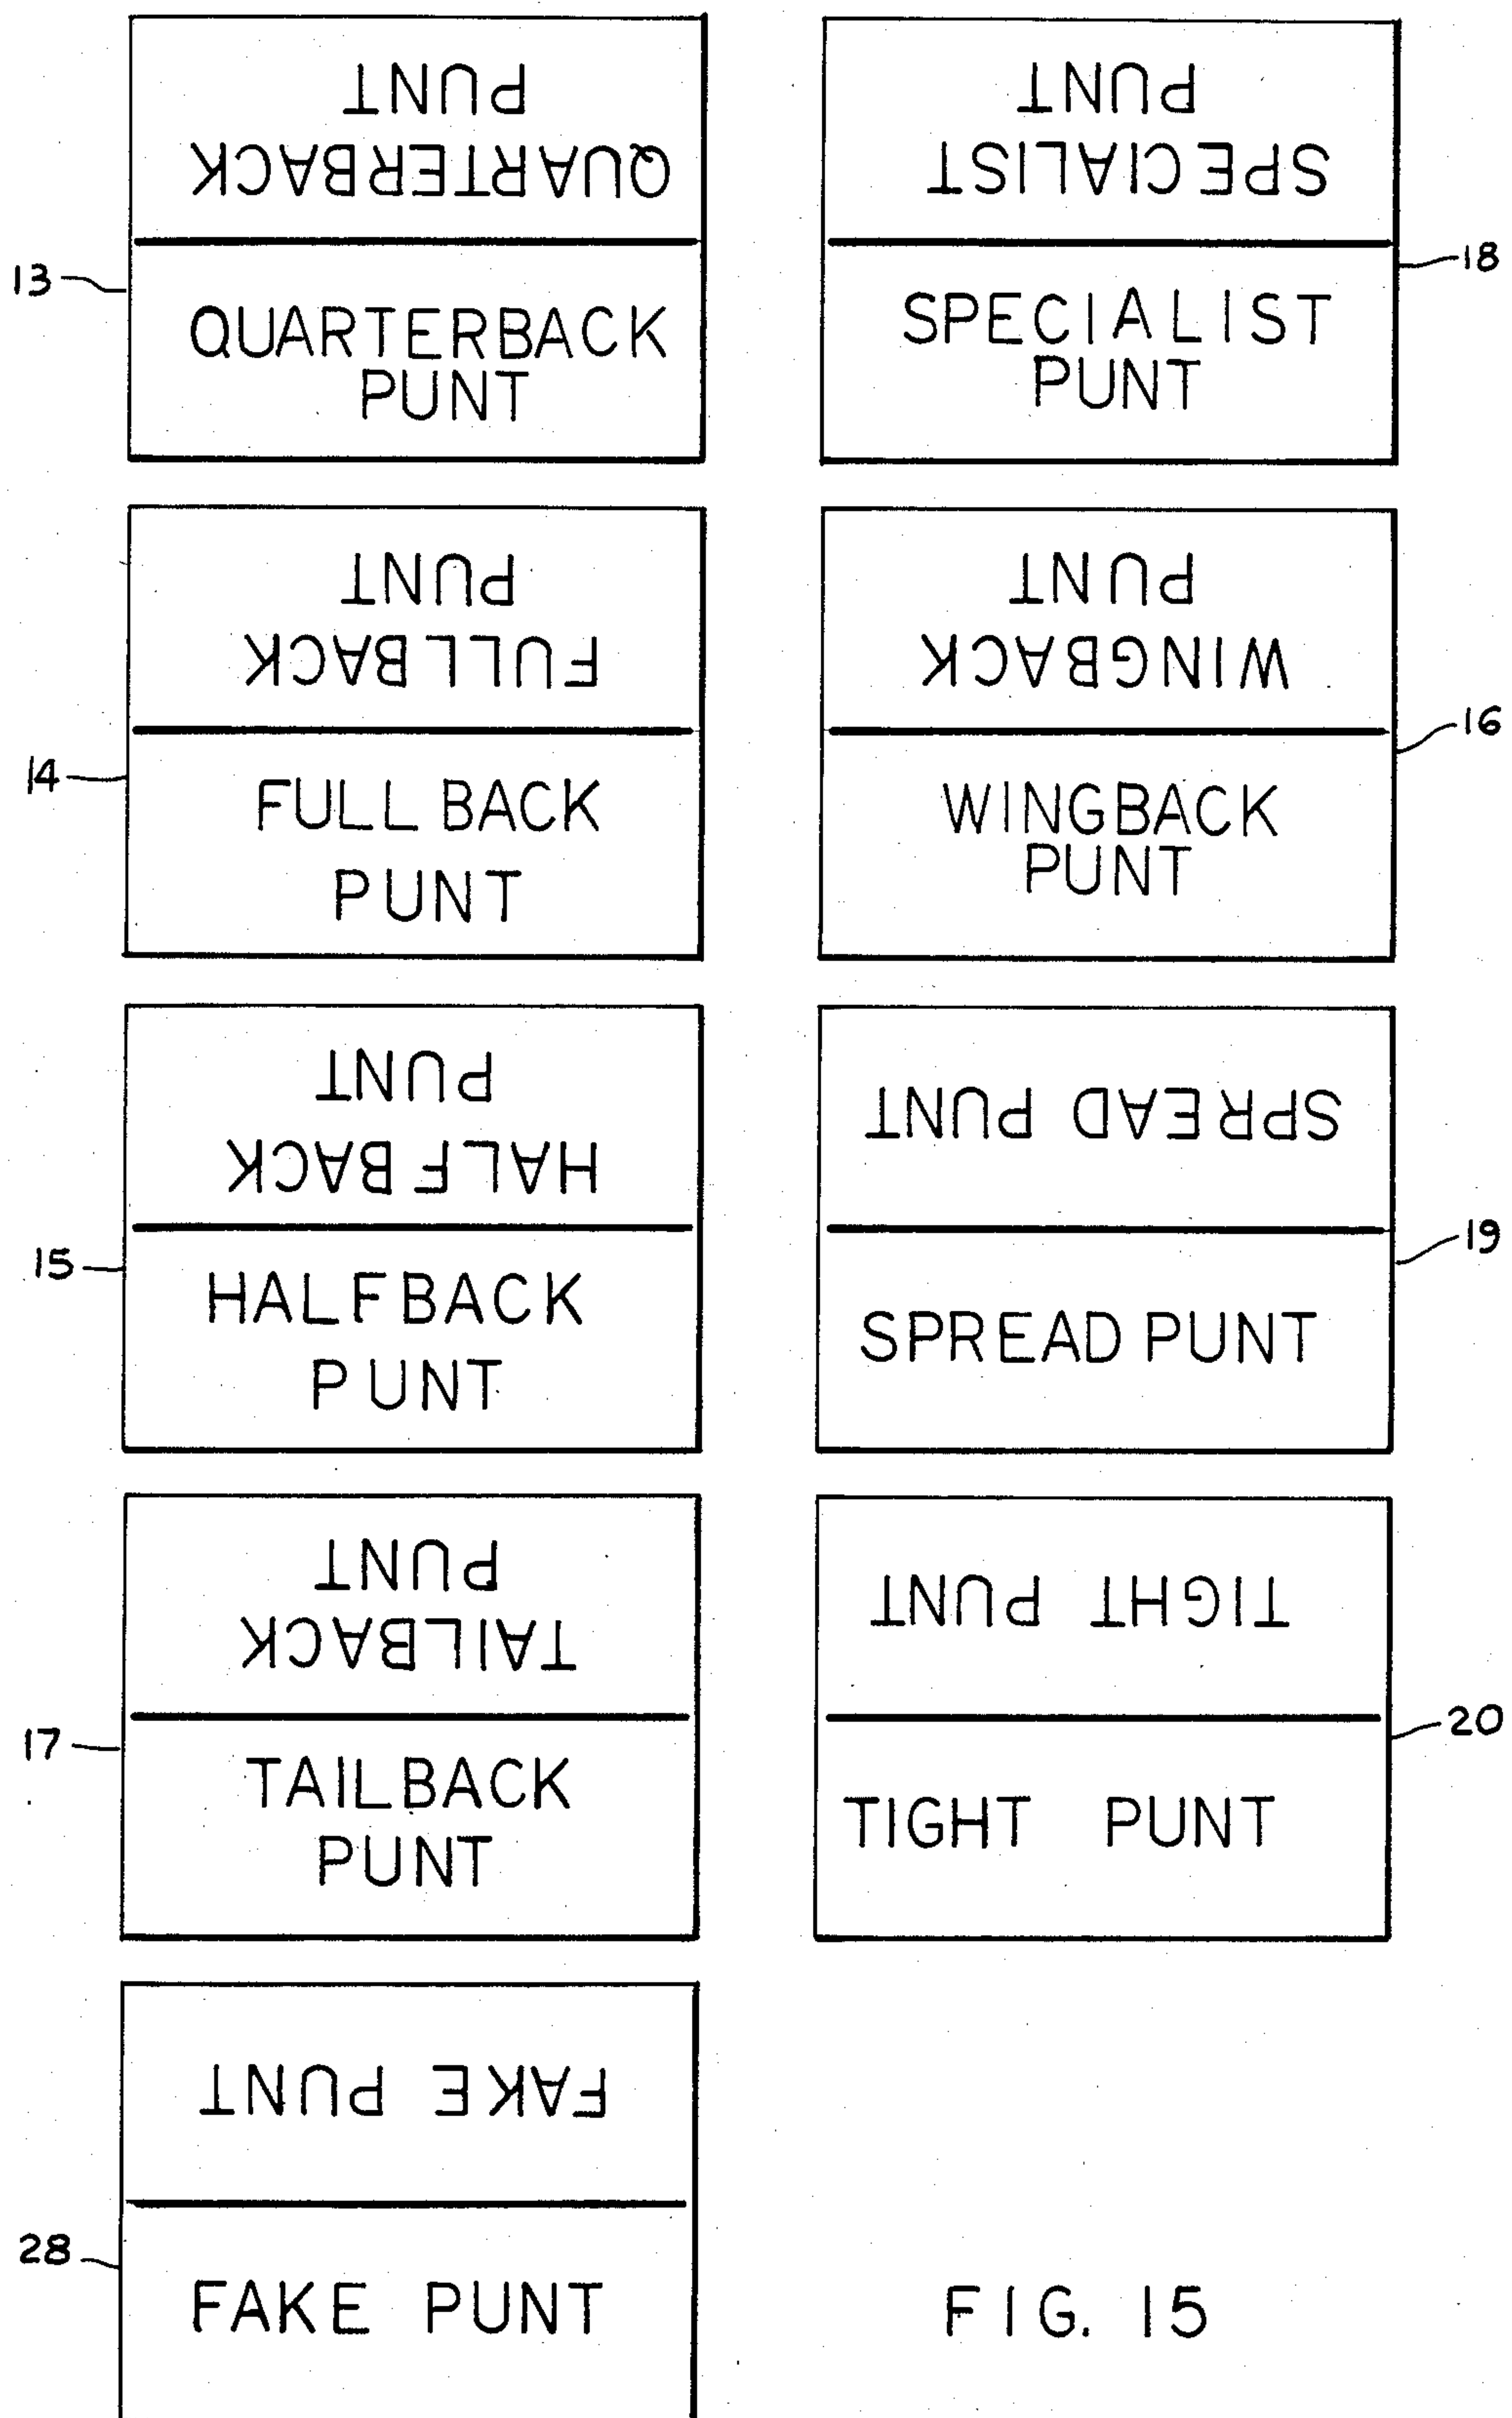 PUNT
QUARTERBACK
13
QUARTERBACK
PUNT
PUNT
SPECIALIST
18
SPECIALIST
PUNT
PUNT
FULL BACK
14
FULL BACK
PUNT
PUNT
WINGBACK
16
WINGBACK
PUNT
PUNT
HALF BACK
15
HALFBACK
PUNT
SPREAD PUNT
19
SPREAD PUNT
PUNT
TAILBACK
17
TAILBACK
PUNT
TIGHT PUNT
20
TIGHT PUNT
FAKE PUNT
28
FAKE PUNT
FIG. 15